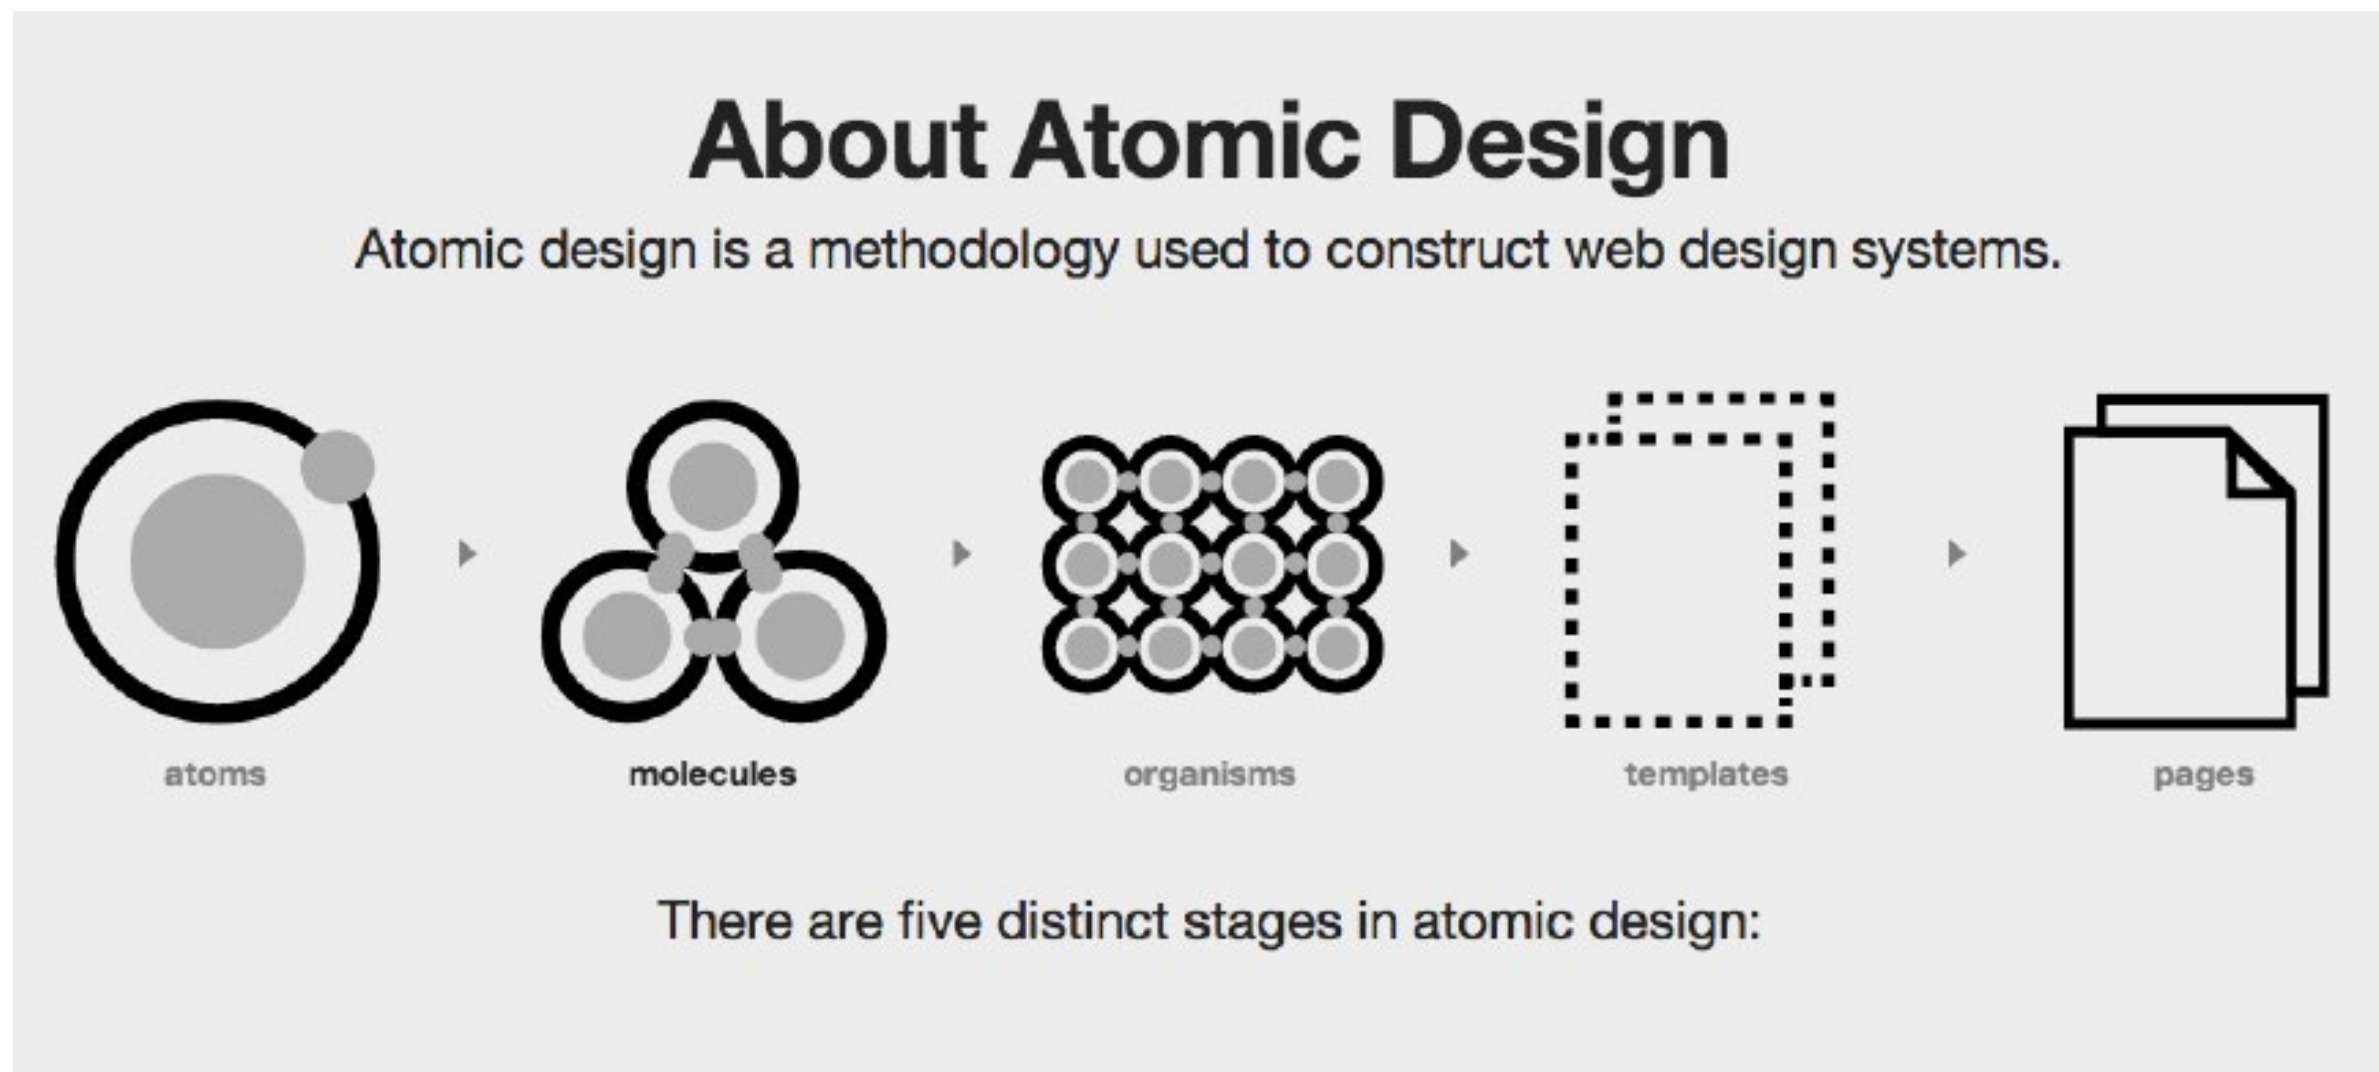 About Atomic Design
Atomic design is a methodology used to construct web design systems.
atoms
molecules
organisms
templates
pages
There are five distinct stages in atomic design: